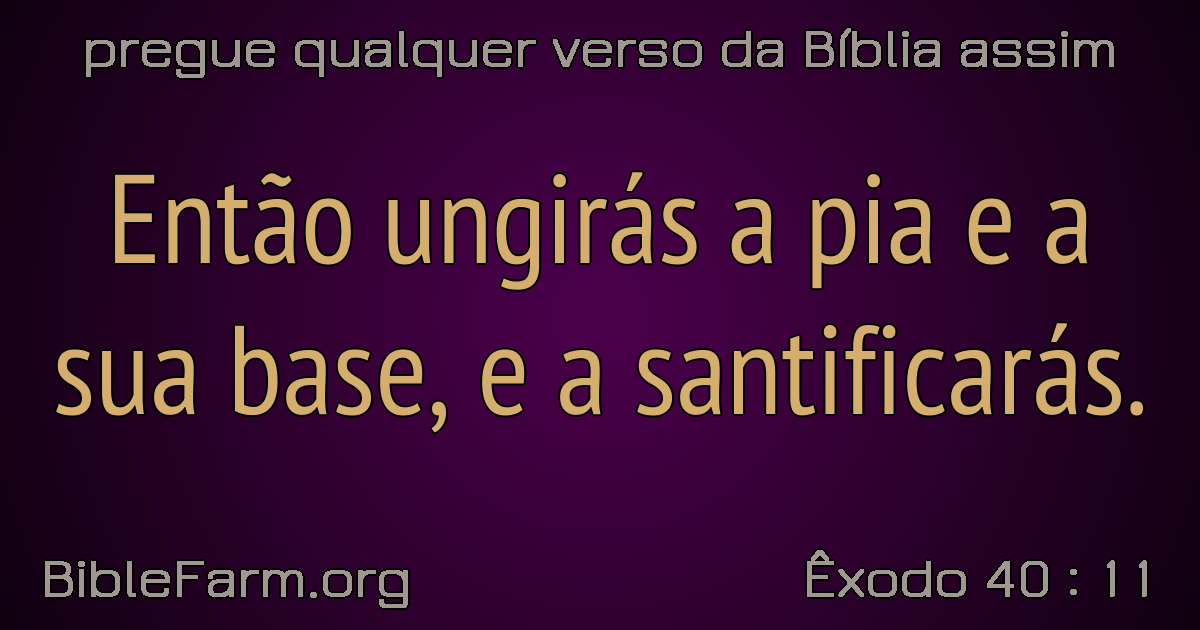 pregue qualquer verso da Bíblia assim
Então ungirás a pia e a
sua base, e a santificarás.
BibleFarm.org
Êxodo 40 : 11